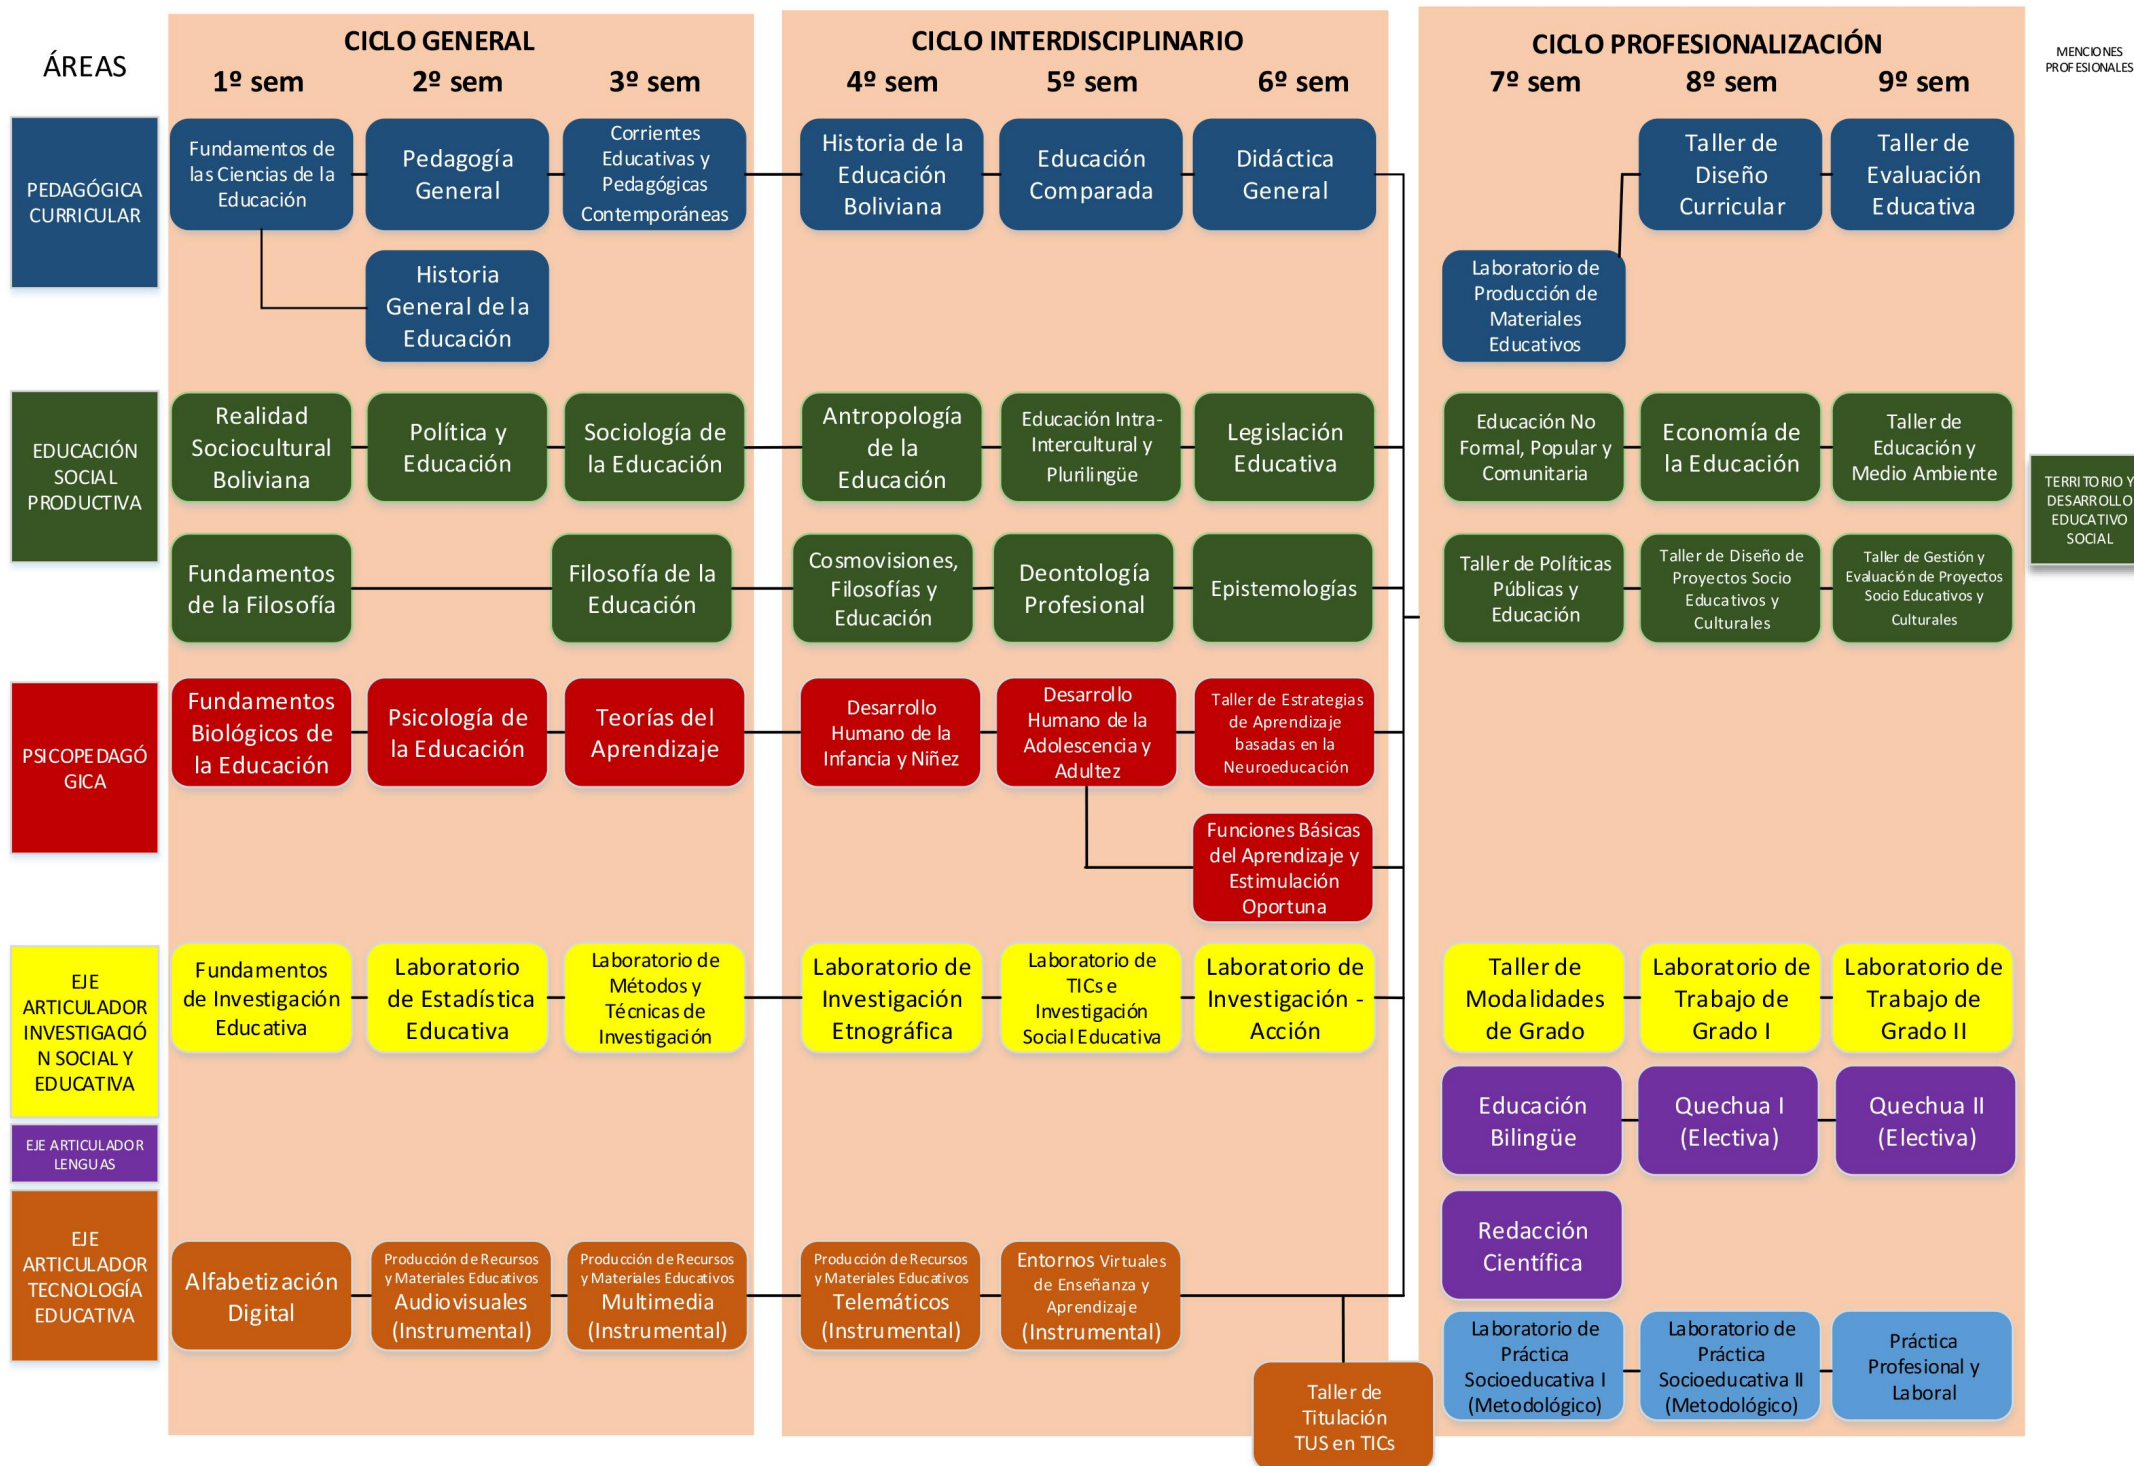 ÁREAS
CICLO GENERAL
1º sem
2º sem
3º sem
CICLO INTERDISCIPLINARIO
4º sem
5º sem
6º sem
CICLO PROFESIONALIZACIÓN
7º sem
8º sem
9º sem
MENCIONES
PROFESIONALES
PEDAGÓGICA
CURRICULAR
Fundamentos de
las Ciencias de la
Educación
Pedagogía
General
Corrientes
Educativas y
Pedagógicas
Contemporáneas
Historia de la
Educación
Boliviana
Educación
Comparada
Didáctica
General
Taller de
Diseño
Curricular
Taller de
Evaluación
Educativa
Historia
General de la
Educación
Laboratorio de
Producción de
Materiales
Educativos
EDUCACIÓN
SOCIAL
PRODUCTIVA
Realidad
Sociocultural
Boliviana
Política y
Educación
Sociología de
la Educación
Antropología
de la
Educación
Educación Intra-
Intercultural y
Plurilingüe
Legislación
Educativa
Educación No
Formal, Popular y
Comunitaria
Economía de
la Educación
Taller de
Educación y
Medio Ambiente
TERRITORIO Y
DESARROLLO
EDUCATIVO
SOCIAL
Fundamentos
de la Filosofía
Filosofía de la
Educación
Cosmovisiones,
Filosofías y
Educación
Deontología
Profesional
Epistemologías
Taller de Políticas
Públicas y
Educación
Taller de Diseño de
Proyectos Socio
Educativos y
Culturales
Taller de Gestión y
Evaluación de Proyectos
Socio Educativos y
Culturales
PSICOPEDAGÓ
GICA
Fundamentos
Biológicos de
la Educación
Psicología de
la Educación
Teorías del
Aprendizaje
Desarrollo
Humano de la
Infancia y Niñez
Desarrollo
Humano de la
Adolescencia y
Adultez
Taller de Estrategias
de Aprendizaje
basadas en la
Neuroeducación
Funciones Básicas
del Aprendizaje y
Estimulación
Oportuna
EJE
ARTICULADOR
INVESTIGACIÓ
N SOCIAL Y
EDUCATIVA
Fundamentos
de Investigación
Educativa
Laboratorio
de Estadística
Educativa
Laboratorio de
Métodos y
Técnicas de
Investigación
Laboratorio de
Investigación
Etnográfica
Laboratorio de
TICs e
Investigación
Social Educativa
Laboratorio de
Investigación -
Acción
Taller de
Modalidades
de Grado
Laboratorio de
Trabajo de
Grado I
Laboratorio de
Trabajo de
Grado II
EJE ARTICULADOR
LENGUAS
Educación
Bilingüe
Quechua I
(Electiva)
Quechua II
(Electiva)
Redacción
Científica
EJE
ARTICULADOR
TECNOLOGÍA
EDUCATIVA
Alfabetización
Digital
Producción de Recursos
y Materiales Educativos
Audiovisuales
(Instrumental)
Producción de Recursos
y Materiales Educativos
Multimedia
(Instrumental)
Producción de Recursos
y Materiales Educativos
Telemáticos
(Instrumental)
Entornos Virtuales
de Enseñanza y
Aprendizaje
(Instrumental)
Taller de
Titulación
TUS en TICs
Laboratorio de
Práctica
Socioeducativa I
(Metodológico)
Laboratorio de
Práctica
Socioeducativa II
(Metodológico)
Práctica
Profesional y
Laboral